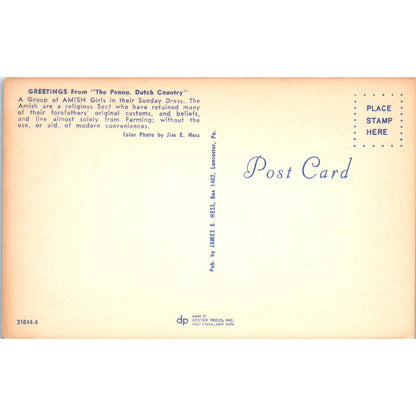 GREETINGS From "The Penna. Dutch Country"
A Group of AMISH Girls in their Sunday Dress. The
Amish are a religious Sect who have retained many
of their forefathers' original customs, and beliefs,
and live almost solely from Farming; without the
use, or aid, of modern conveniences.
Color Photo by Jim E. Hess
PLACE
STAMP
HERE
Post Card
Pub. by JAMES E. HESS, Box 1402, Lancaster, Pa.
21044-B
dp
MADE BY
DEXTER PRESS, INC.
WEST NYACK, NEW YORK